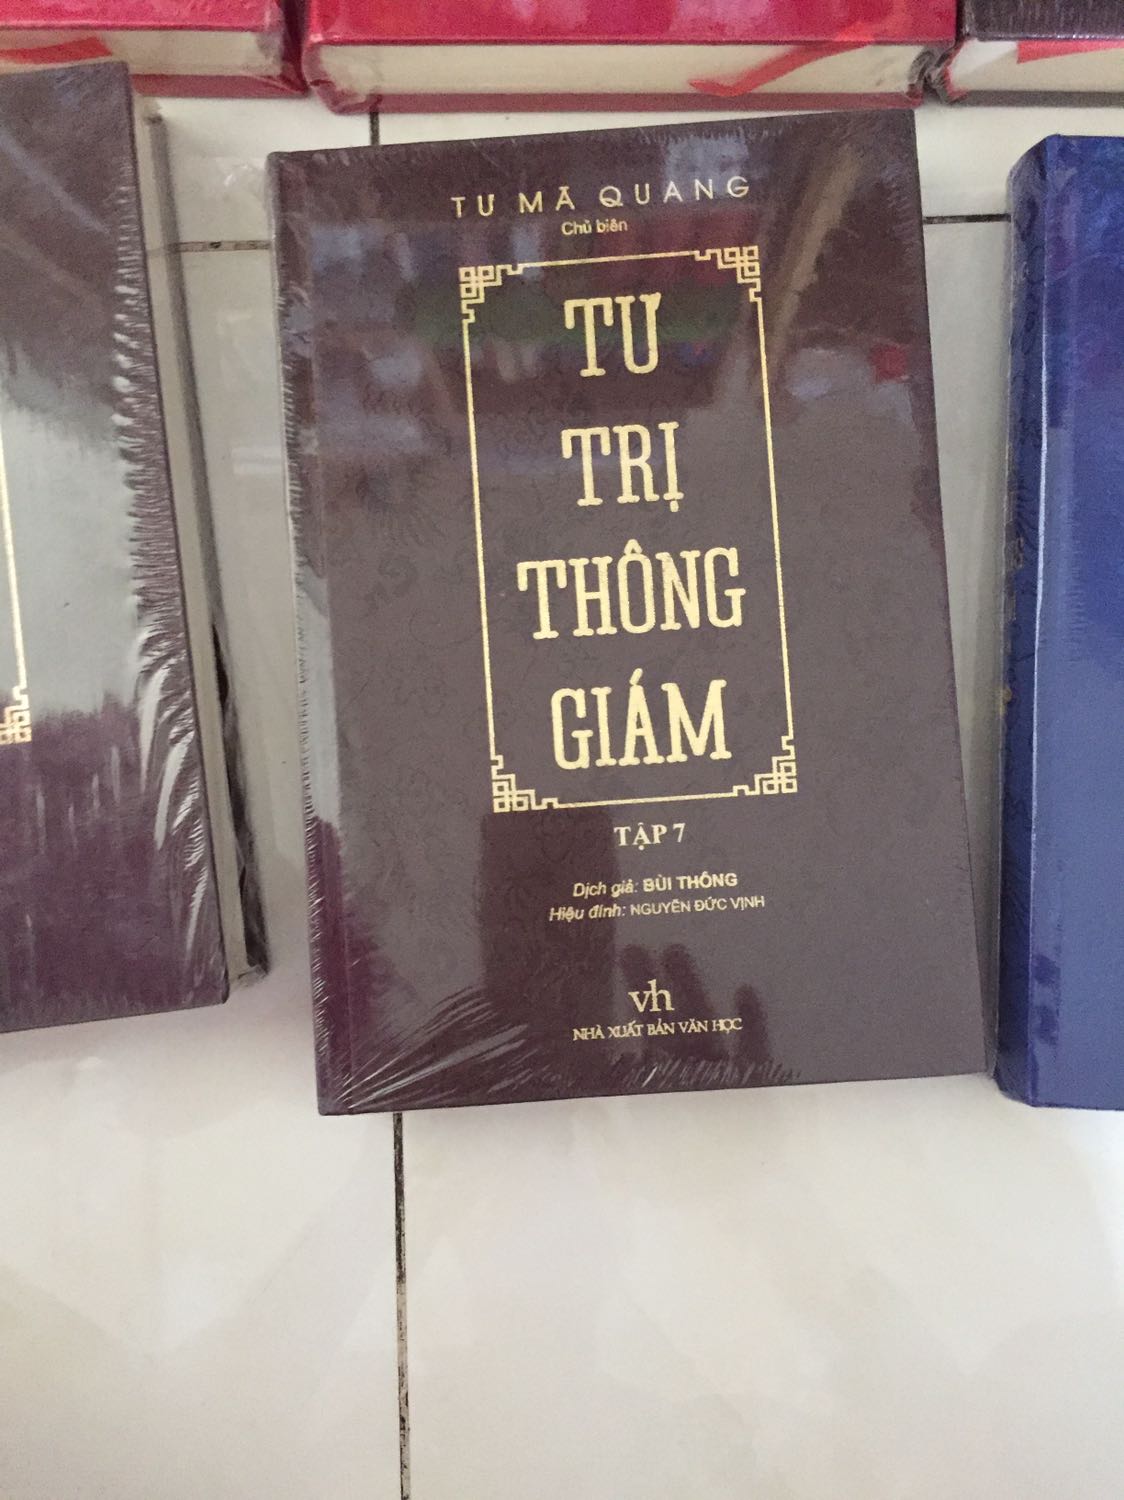 TƯ MÃ QUANG
Chủ biên
TƯ
TRỊ
THÔNG
GIÁM
TẬP 7
Dịch giả: BÙI THÔNG
Hiệu đính: NGUYỄN ĐỨC VỊNH
vh
NHÀ XUẤT BẢN VĂN HỌC